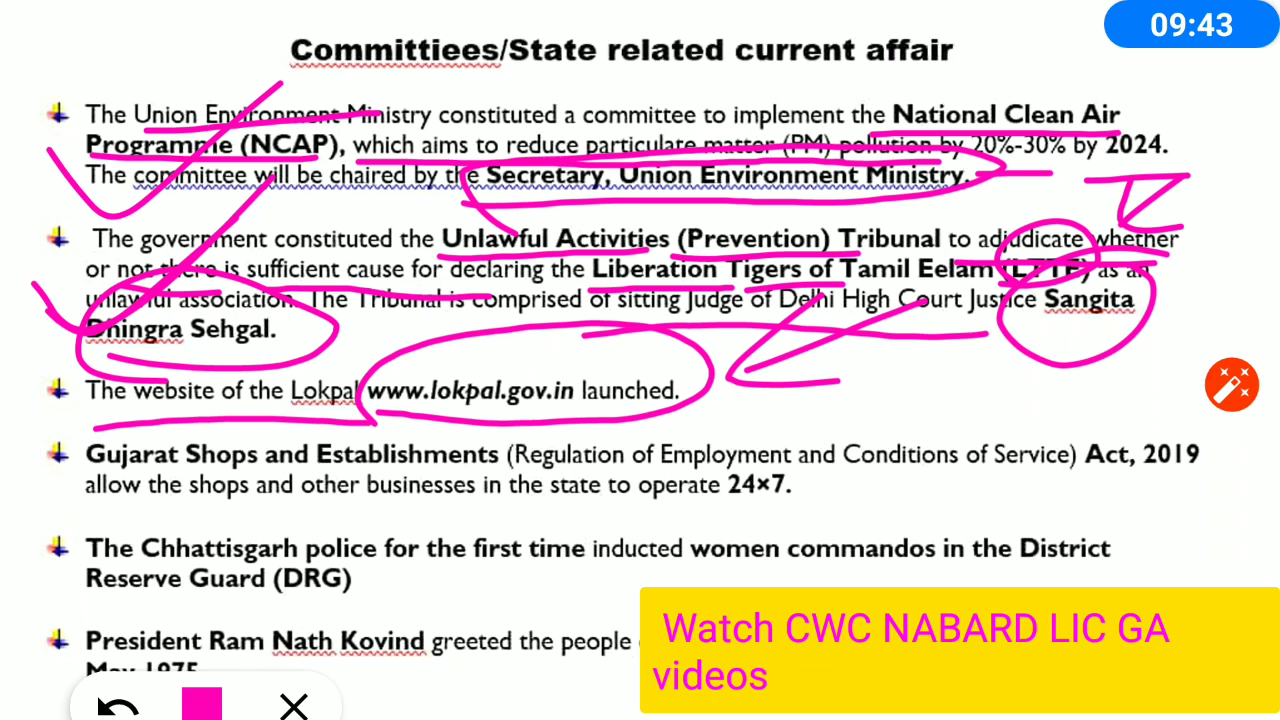 09:43
Committiees/State related current affair
The Union Environment Ministry constituted a committee to implement the National Clean Air
Programme (NCAP), which aims to reduce particulate matter (PM) pollution by 20%-30% by 2024.
The committee will be chaired by the Secretary, Union Environment Ministry.
The government constituted the Unlawful Activities (Prevention) Tribunal to adjudicate whether
or not there is sufficient cause for declaring the Liberation Tigers of Tamil Eelam (LTTE) as an
unlawful association. The Tribunal is comprised of sitting Judge of Delhi High Court Justice Sangita
Dhingra Sehgal.
The website of the Lokpal www.lokpal.gov.in launched.
Gujarat Shops and Establishments (Regulation of Employment and Conditions of Service) Act, 2019
allow the shops and other businesses in the state to operate 24×7.
The Chhattisgarh police for the first time inducted women commandos in the District
Reserve Guard (DRG)
President Ram Nath Kovind greeted the people
May 1975
Watch CWC NABARD LIC GA
videos